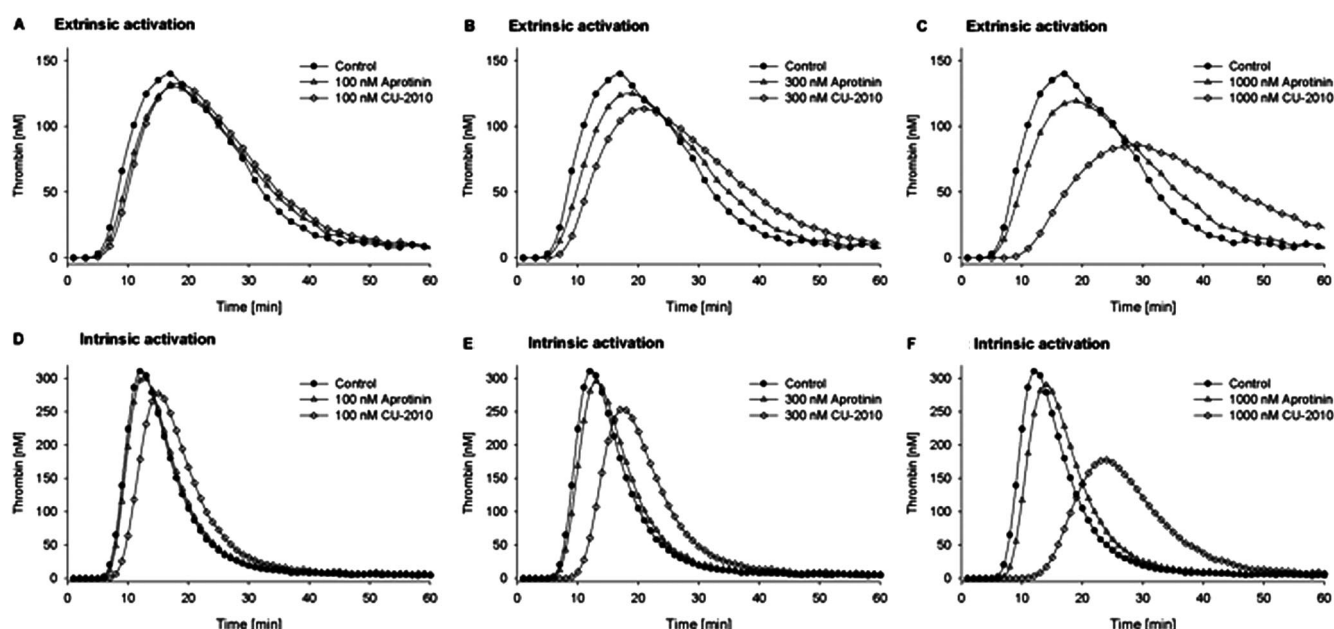 A Extrinsic activation
150
100
50
0
Thrombin [nM]
Control
100 nM Aprotinin
100 nM CU-2010
0 10 20 30 40 50 60
Time [min]
B Extrinsic activation
150
100
50
0
Thrombin [nM]
Control
300 nM Aprotinin
300 nM CU-2010
0 10 20 30 40 50 60
Time [min]
C Extrinsic activation
150
100
50
0
Thrombin [nM]
Control
1000 nM Aprotinin
1000 nM CU-2010
0 10 20 30 40 50 60
Time [min]
D Intrinsic activation
300
250
200
150
100
50
0
Thrombin [nM]
Control
100 nM Aprotinin
100 nM CU-2010
0 10 20 30 40 50 60
Time [min]
E Intrinsic activation
300
250
200
150
100
50
0
Thrombin [nM]
Control
300 nM Aprotinin
300 nM CU-2010
0 10 20 30 40 50 60
Time [min]
F Intrinsic activation
300
250
200
150
100
50
0
Thrombin [nM]
Control
1000 nM Aprotinin
1000 nM CU-2010
0 10 20 30 40 50 60
Time [min]